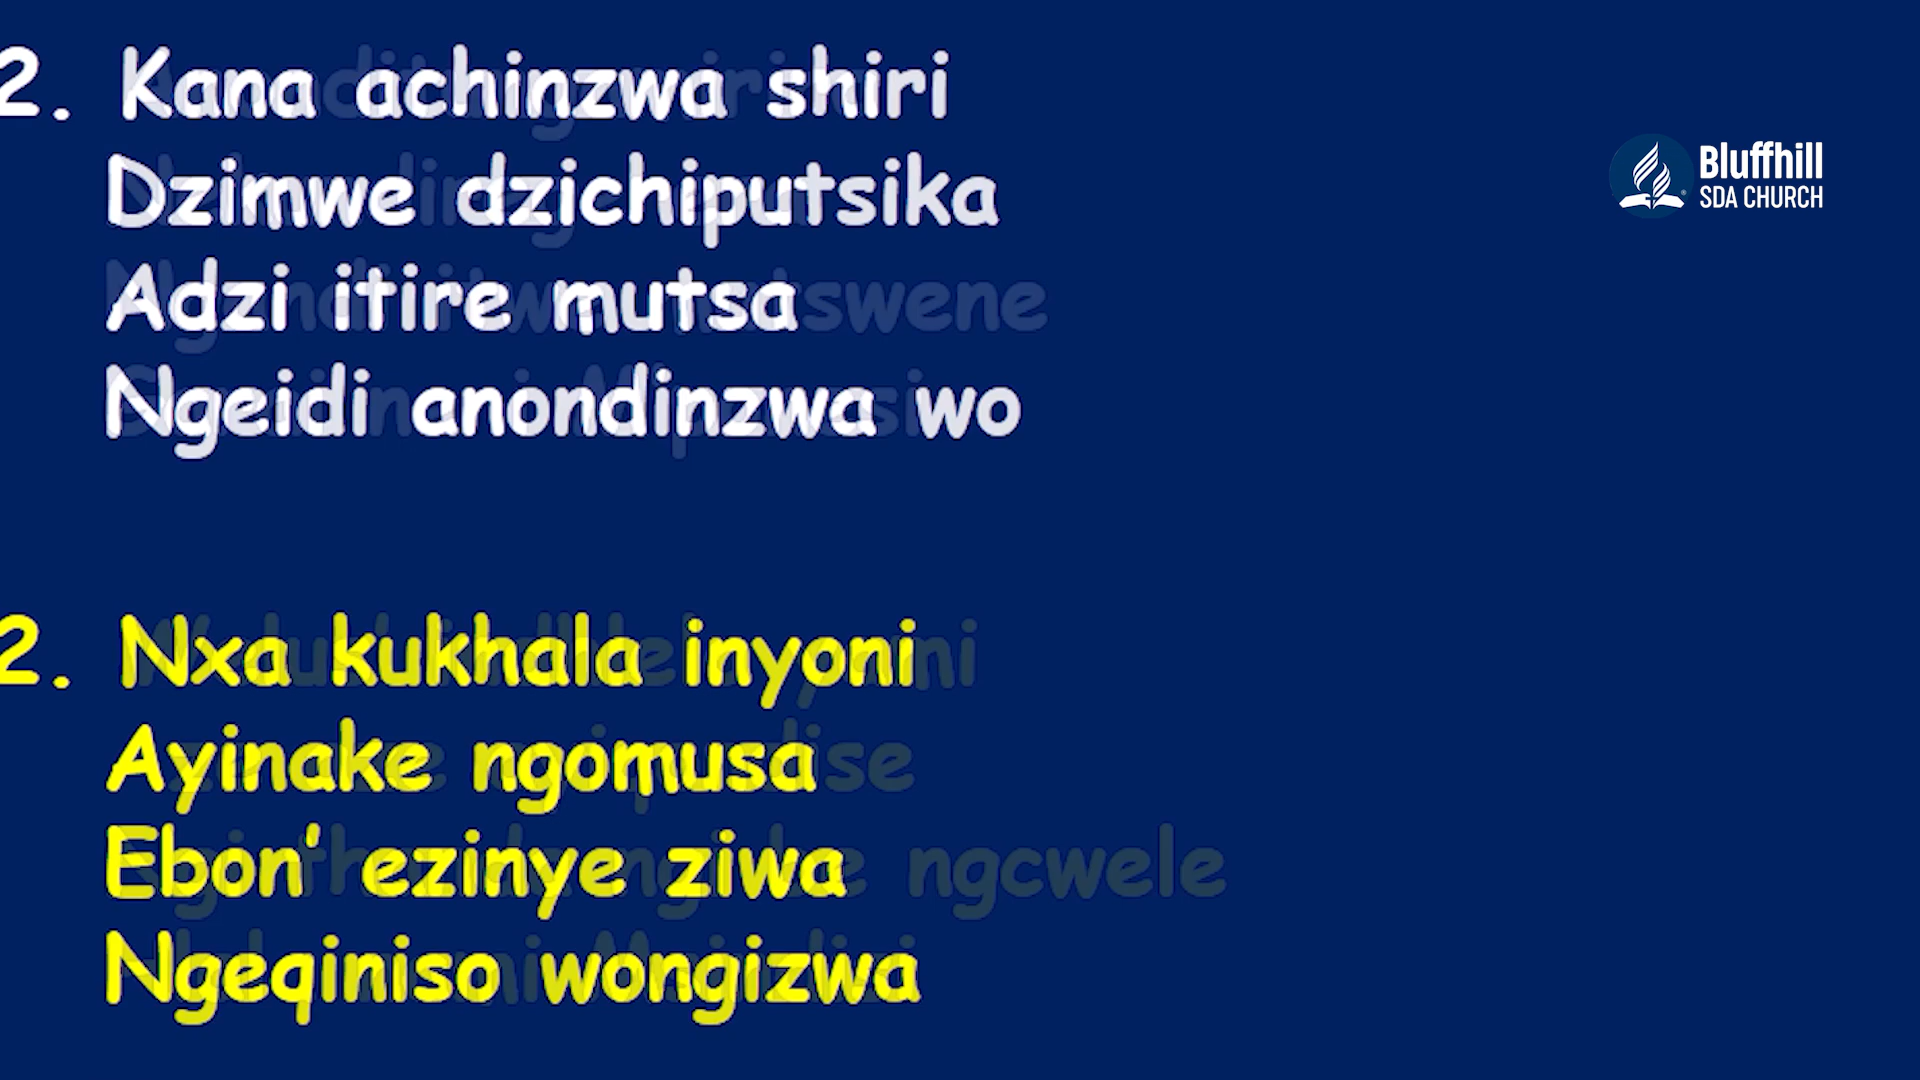 2. Kana achinzwa shiri
Dzimwe dzichiputsika
Adzi itire mutsa
Ngeidi anondinzwa wo
Bluffhill
SDA CHURCH
2. Nxa kukhala inyoni
Ayinake ngomusa
Ebon' ezinye ziwa
Ngeqiniso wongizwa